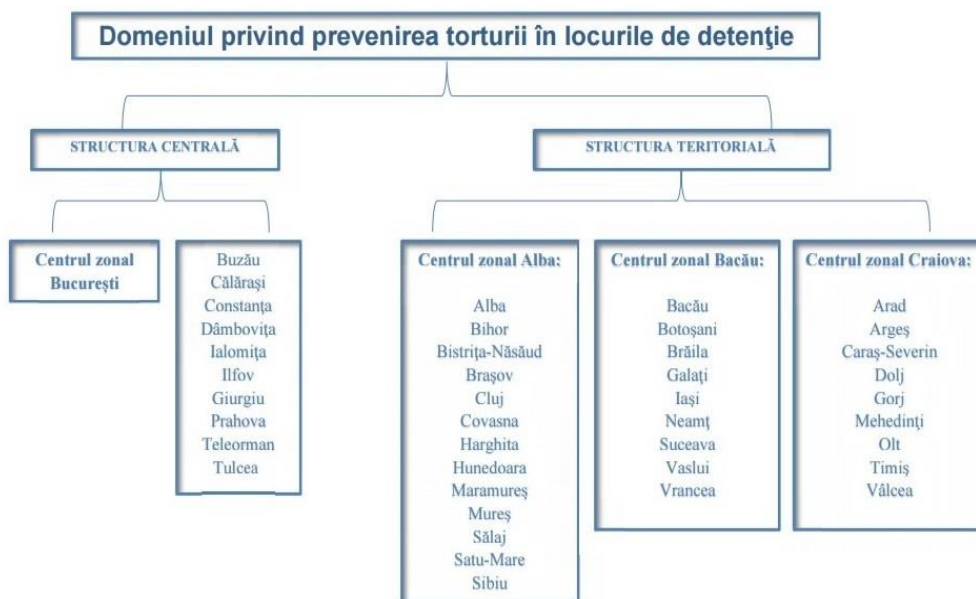 Domeniul privind prevenirea torturii în locurile de detenţie
STRUCTURA CENTRALĂ
STRUCTURA TERITORIALĂ
Centrul zonal
Bucureşti
Buzău
Călăraşi
Constanţa
Dâmboviţa
Ialomiţa
Ilfov
Giurgiu
Prahova
Teleorman
Tulcea
Centrul zonal Alba:
Alba
Bihor
Bistriţa-Năsăud
Braşov
Cluj
Covasna
Harghita
Hunedoara
Maramureş
Mureş
Sălaj
Satu-Mare
Sibiu
Centrul zonal Bacău:
Bacău
Botoşani
Brăila
Galaţi
Iaşi
Neamţ
Suceava
Vaslui
Vrancea
Centrul zonal Craiova:
Arad
Argeş
Caraş-Severin
Dolj
Gorj
Mehedinţi
Olt
Timiş
Vâlcea